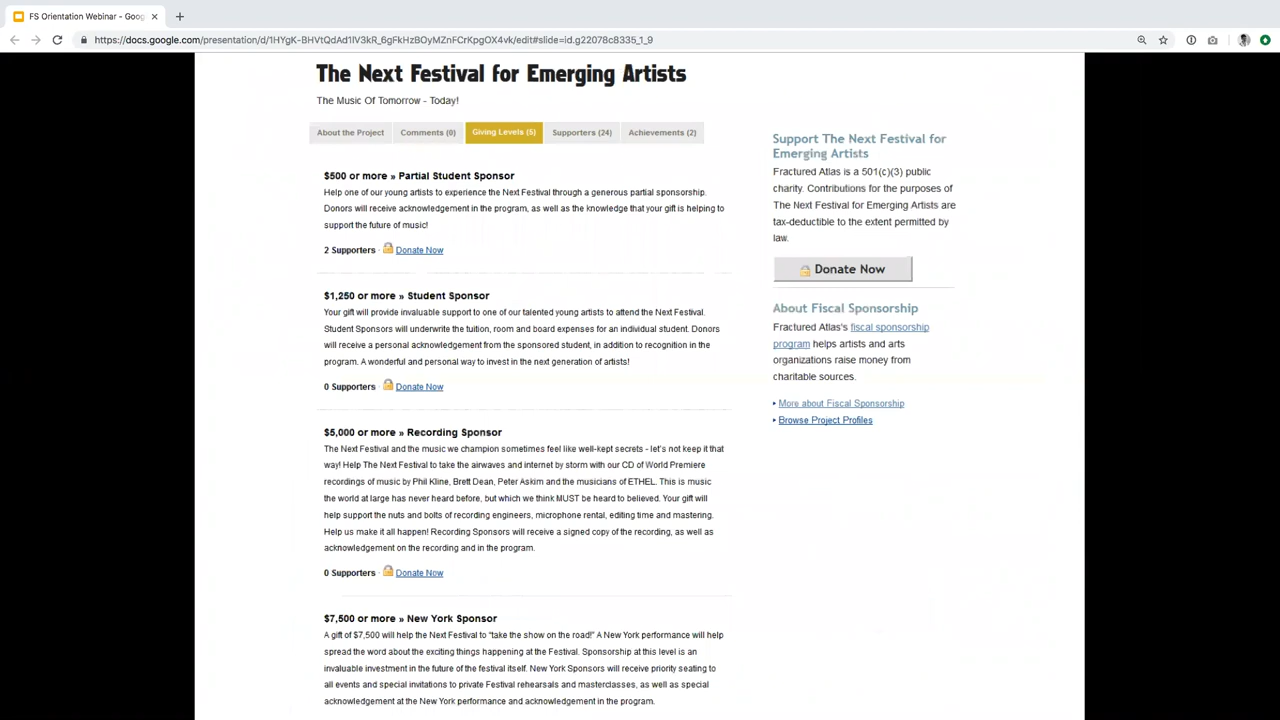 FS Orientation Webinar - Goog
https://docs.google.com/presentation/d/1HYgK-BHVtQdAd1IV3kR_6gFkHzBOyMZnFCrKpgOX4vk/edit#slide=id.g22078c8335_1_9
The Next Festival for Emerging Artists
The Music Of Tomorrow - Today!
About the Project
Comments (0)
Giving Levels (5)
Supporters (24)
Achievements (2)
$500 or more » Partial Student Sponsor
Help one of our young artists to experience the Next Festival through a generous partial sponsorship.
Donors will receive acknowledgement in the program, as well as the knowledge that your gift is helping to
support the future of music!
2 Supporters · Donate Now
$1,250 or more » Student Sponsor
Your gift will provide invaluable support to one of our talented young artists to attend the Next Festival.
Student Sponsors will underwrite the tuition, room and board expenses for an individual student. Donors
will receive a personal acknowledgement from the sponsored student, in addition to recognition in the
program. A wonderful and personal way to invest in the next generation of artists!
0 Supporters · Donate Now
$5,000 or more » Recording Sponsor
The Next Festival and the music we champion sometimes feel like well-kept secrets - let's not keep it that
way! Help The Next Festival to take the airwaves and internet by storm with our CD of World Premiere
recordings of music by Phil Kline, Brett Dean, Peter Askim and the musicians of ETHEL. This is music
the world at large has never heard before, but which we think MUST be heard to believed. Your gift will
help support the nuts and bolts of recording engineers, microphone rental, editing time and mastering.
Help us make it all happen! Recording Sponsors will receive a signed copy of the recording, as well as
acknowledgement on the recording and in the program.
0 Supporters · Donate Now
$7,500 or more » New York Sponsor
A gift of $7,500 will help the Next Festival to "take the show on the road!" A New York performance will help
spread the word about the exciting things happening at the Festival. Sponsorship at this level is an
invaluable investment in the future of the festival itself. New York Sponsors will receive priority seating to
all events and special invitations to private Festival rehearsals and masterclasses, as well as special
acknowledgement at the New York performance and acknowledgement in the program.
Support The Next Festival for
Emerging Artists
Fractured Atlas is a 501(c)(3) public
charity. Contributions for the purposes of
The Next Festival for Emerging Artists are
tax-deductible to the extent permitted by
law.
Donate Now
About Fiscal Sponsorship
Fractured Atlas's fiscal sponsorship
program helps artists and arts
organizations raise money from
charitable sources.
More about Fiscal Sponsorship
Browse Project Profiles